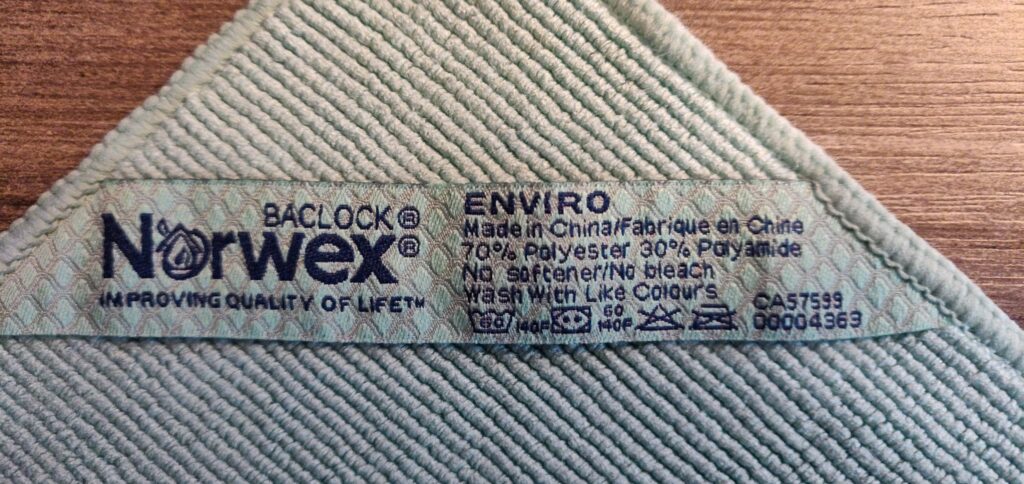 BACLOCK®
Norwex®
IMPROVING QUALITY OF LIFE™
ENVIRO
Made in China/Fabrique en Chine
70% Polyester 30% Polyamide
No softener/No bleach
Wash With Like Colours
60 140F 60 140F
CA57599
00004369